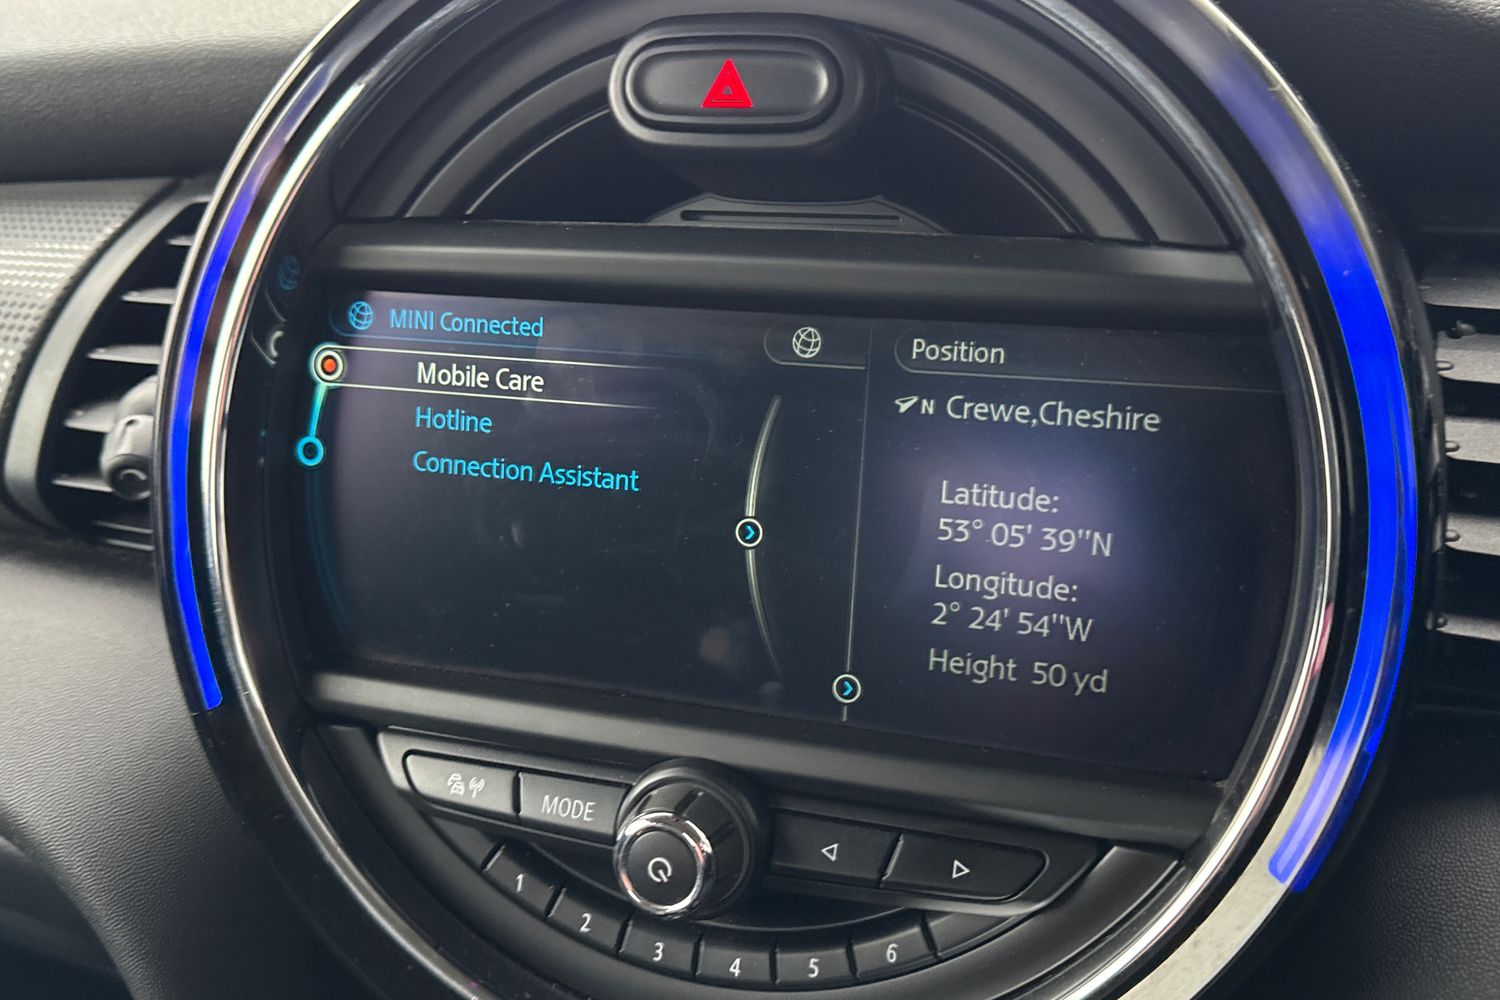 MINI Connected
Mobile Care
Hotline
Connection Assistant
Position
N Crewe,Cheshire
Latitude:
53° 05' 39"N
Longitude:
2° 24' 54"W
Height 50 yd
MODE
1
2
3
4
5
6